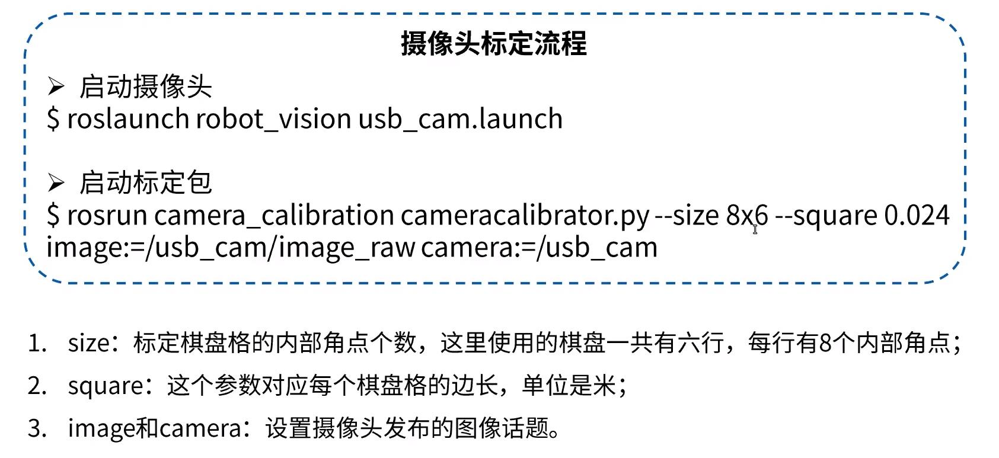 摄像头标定流程
➢ 启动摄像头
$ roslaunch robot_vision usb_cam.launch
➢ 启动标定包
$ rosrun camera_calibration cameracalibrator.py --size 8x6 --square 0.024
image:=/usb_cam/image_raw camera:=/usb_cam
1. size：标定棋盘格的内部角点个数，这里使用的棋盘一共有六行，每行有8个内部角点；
2. square：这个参数对应每个棋盘格的边长，单位是米；
3. image和camera：设置摄像头发布的图像话题。